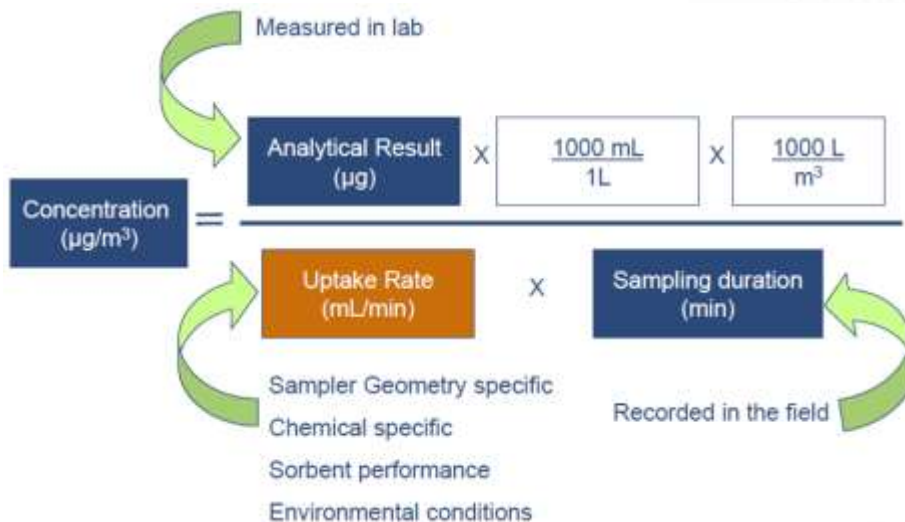 Measured in lab
Analytical Result
(µg)
X
1000 mL
1L
X
1000 L
m³
Concentration
(µg/m³)
=
Uptake Rate
(mL/min)
X
Sampling duration
(min)
Sampler Geometry specific
Chemical specific
Sorbent performance
Environmental conditions
Recorded in the field